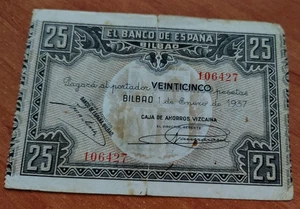 25 EL BANCO DE ESPAÑA 25
BILBAO
106427
Pagará al portador VEINTICINCO pesetas
BILBAO 1 de Enero de 1937
CAJA DE AHORROS VIZCAINA
106427
25 25